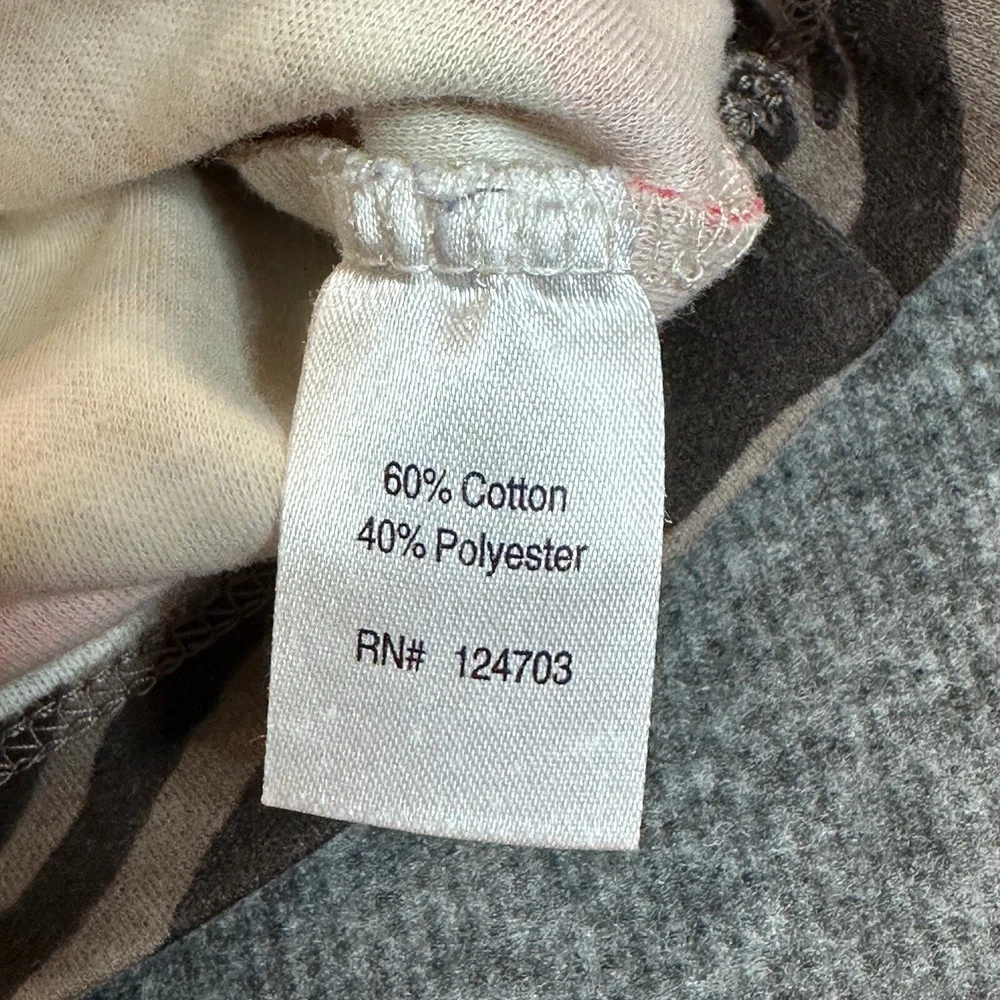 60% Cotton
40% Polyester
RN# 124703